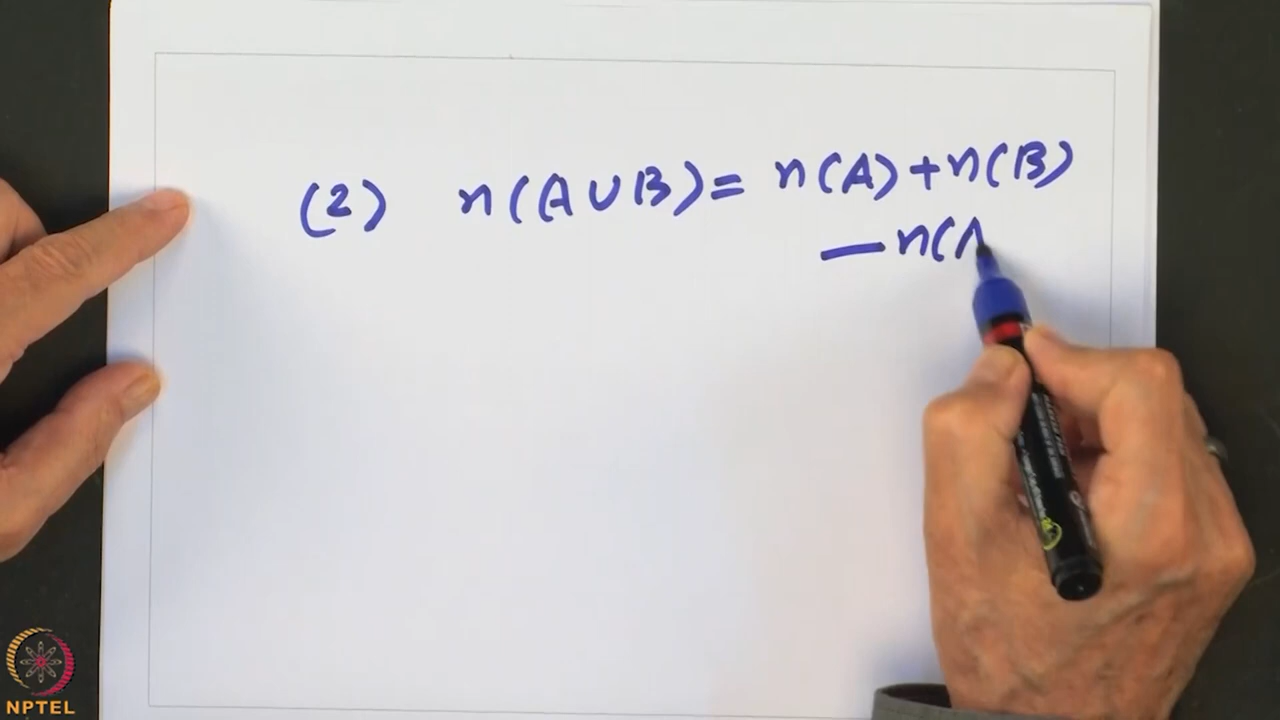 (2) n(A∪B) = n(A)+n(B)
— n(A
NPTEL